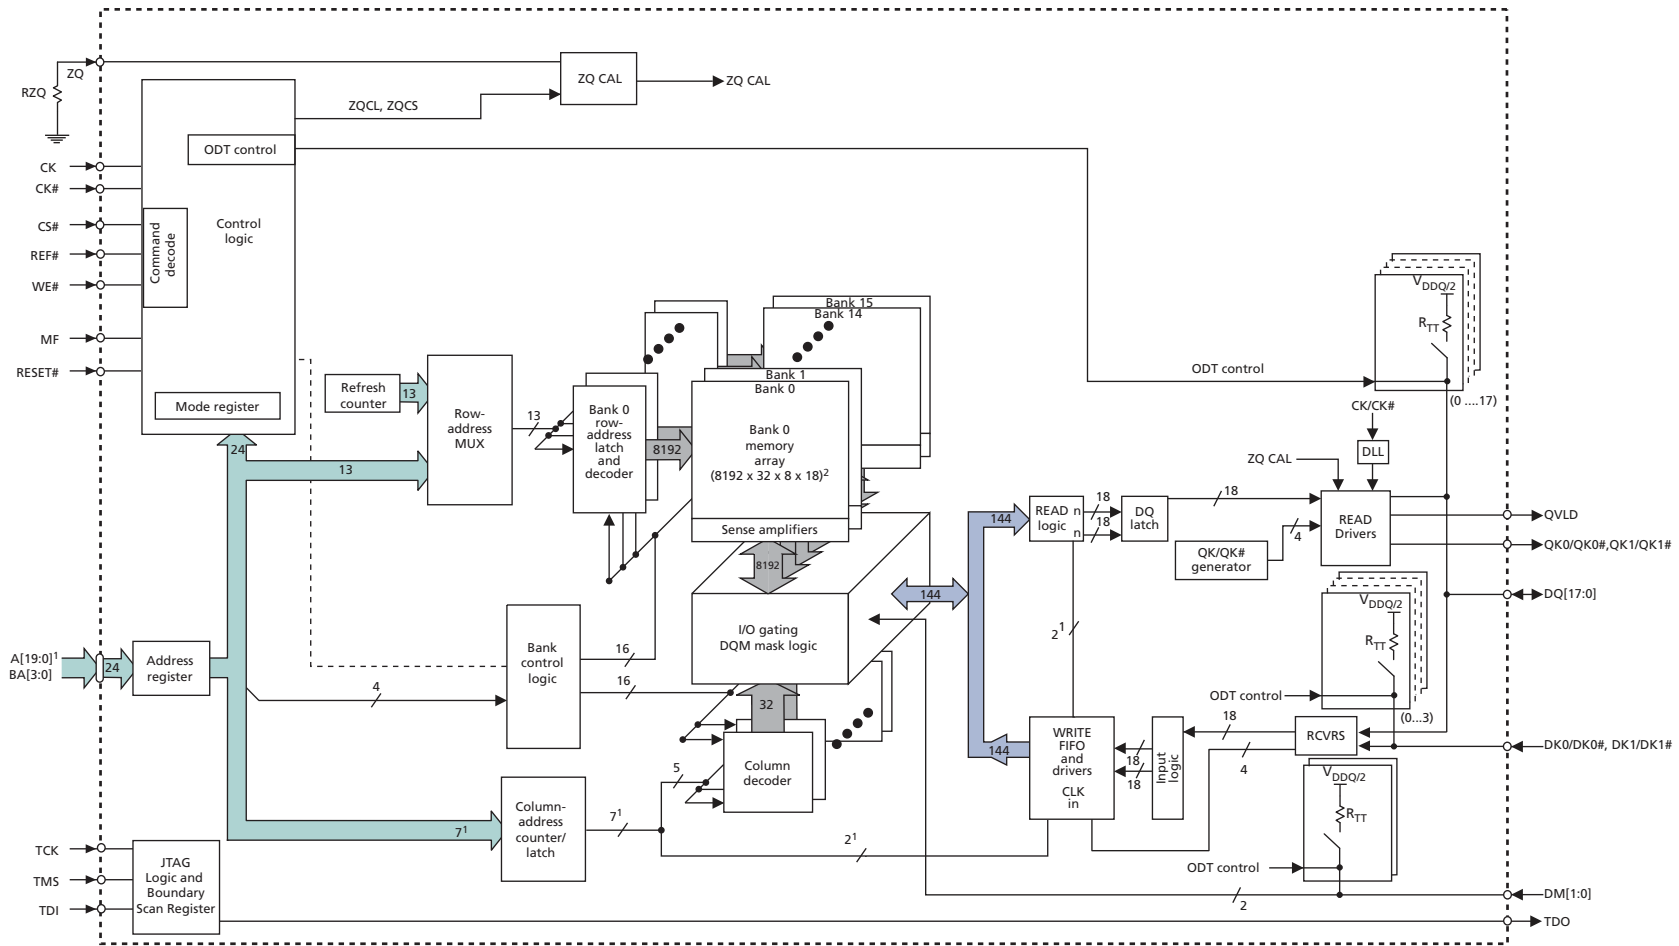 ZQ
RZQ
ZQ CAL
ZQ CAL
ZQCL, ZQCS
ODT control
CK
CK#
CS#
REF#
WE#
MF
RESET#
Command
decode
Control
logic
Mode register
Refresh
counter
13
Row-
address
MUX
13
24
13
Bank 0
row-
address
latch
and
decoder
8192
Bank 15
Bank 14
Bank 1
Bank 0
Bank 0
memory
array
(8192 x 32 x 8 x 18)²
Sense amplifiers
8192
I/O gating
DQM mask logic
32
Column
decoder
A[19:0]¹
BA[3:0]
24
Address
register
4
Bank
control
logic
16
16
5
7¹
Column-
address
counter/
latch
7¹
2¹
TCK
TMS
TDI
JTAG
Logic and
Boundary
Scan Register
144
144
144
READ
logic
n
n
18
18
DQ
latch
18
2¹
QK/QK#
generator
4
ZQ CAL
CK/CK#
DLL
READ
Drivers
ODT control
VDDQ/2
RTT
(0 ....17)
QVLD
QK0/QK0#,QK1/QK1#
DQ[17:0]
VDDQ/2
RTT
ODT control
(0...3)
WRITE
FIFO
and
drivers
CLK
in
18
18
Input
logic
18
4
RCVRS
DK0/DK0#, DK1/DK1#
VDDQ/2
RTT
ODT control
2
DM[1:0]
TDO